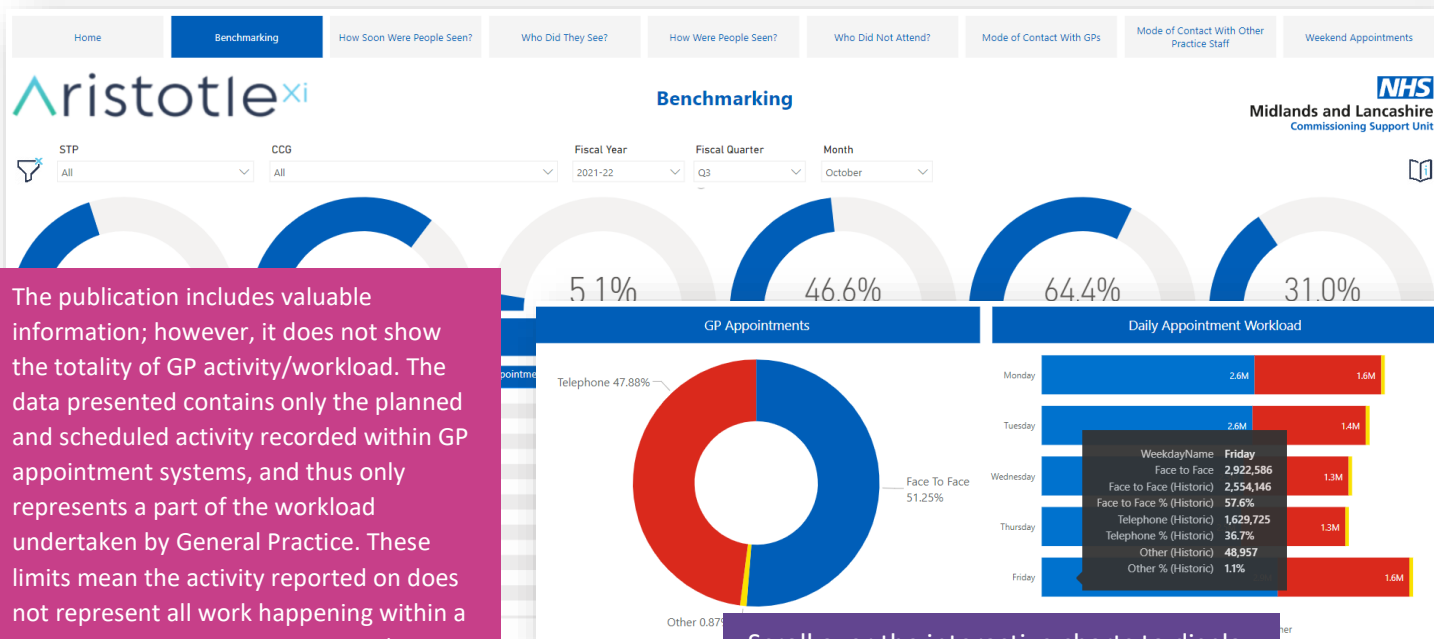 Home
Benchmarking
How Soon Were People Seen?
Who Did They See?
How Were People Seen?
Who Did Not Attend?
Mode of Contact With GPs
Mode of Contact With Other
Practice Staff
Weekend Appointments
Aristotle xi
Benchmarking
NHS
Midlands and Lancashire
Commissioning Support Unit
STP
CCG
Fiscal Year
Fiscal Quarter
Month
All
All
2021-22
Q3
October
5.1%
46.6%
64.4%
31.0%
The publication includes valuable
information; however, it does not show
the totality of GP activity/workload. The
data presented contains only the planned
and scheduled activity recorded within GP
appointment systems, and thus only
represents a part of the workload
undertaken by General Practice. These
limits mean the activity reported on does
not represent all work happening within a
GP Appointments
Telephone 47.88%
Face To Face
51.25%
Other 0.87%
Daily Appointment Workload
Monday
2.6M
1.6M
Tuesday
2.6M
1.4M
Wednesday
1.3M
Thursday
1.3M
Friday
1.6M
WeekdayName Friday
Face to Face 2,922,586
Face to Face (Historic) 2,554,146
Face to Face % (Historic) 57.6%
Telephone (Historic) 1,629,725
Telephone % (Historic) 36.7%
Other (Historic) 48,957
Other % (Historic) 1.1%